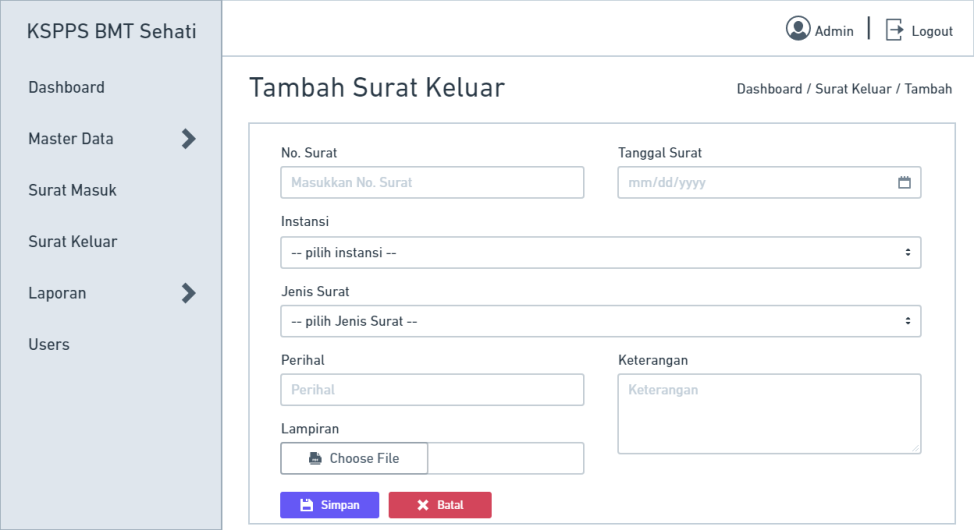 KSPPS BMT Sehati
Admin
Logout
Dashboard
Master Data
Surat Masuk
Surat Keluar
Laporan
Users
Tambah Surat Keluar
Dashboard / Surat Keluar / Tambah
No. Surat
Masukkan No. Surat
Tanggal Surat
mm/dd/yyyy
Instansi
-- pilih instansi --
Jenis Surat
-- pilih Jenis Surat --
Perihal
Perihal
Keterangan
Keterangan
Lampiran
Choose File
Simpan
Batal